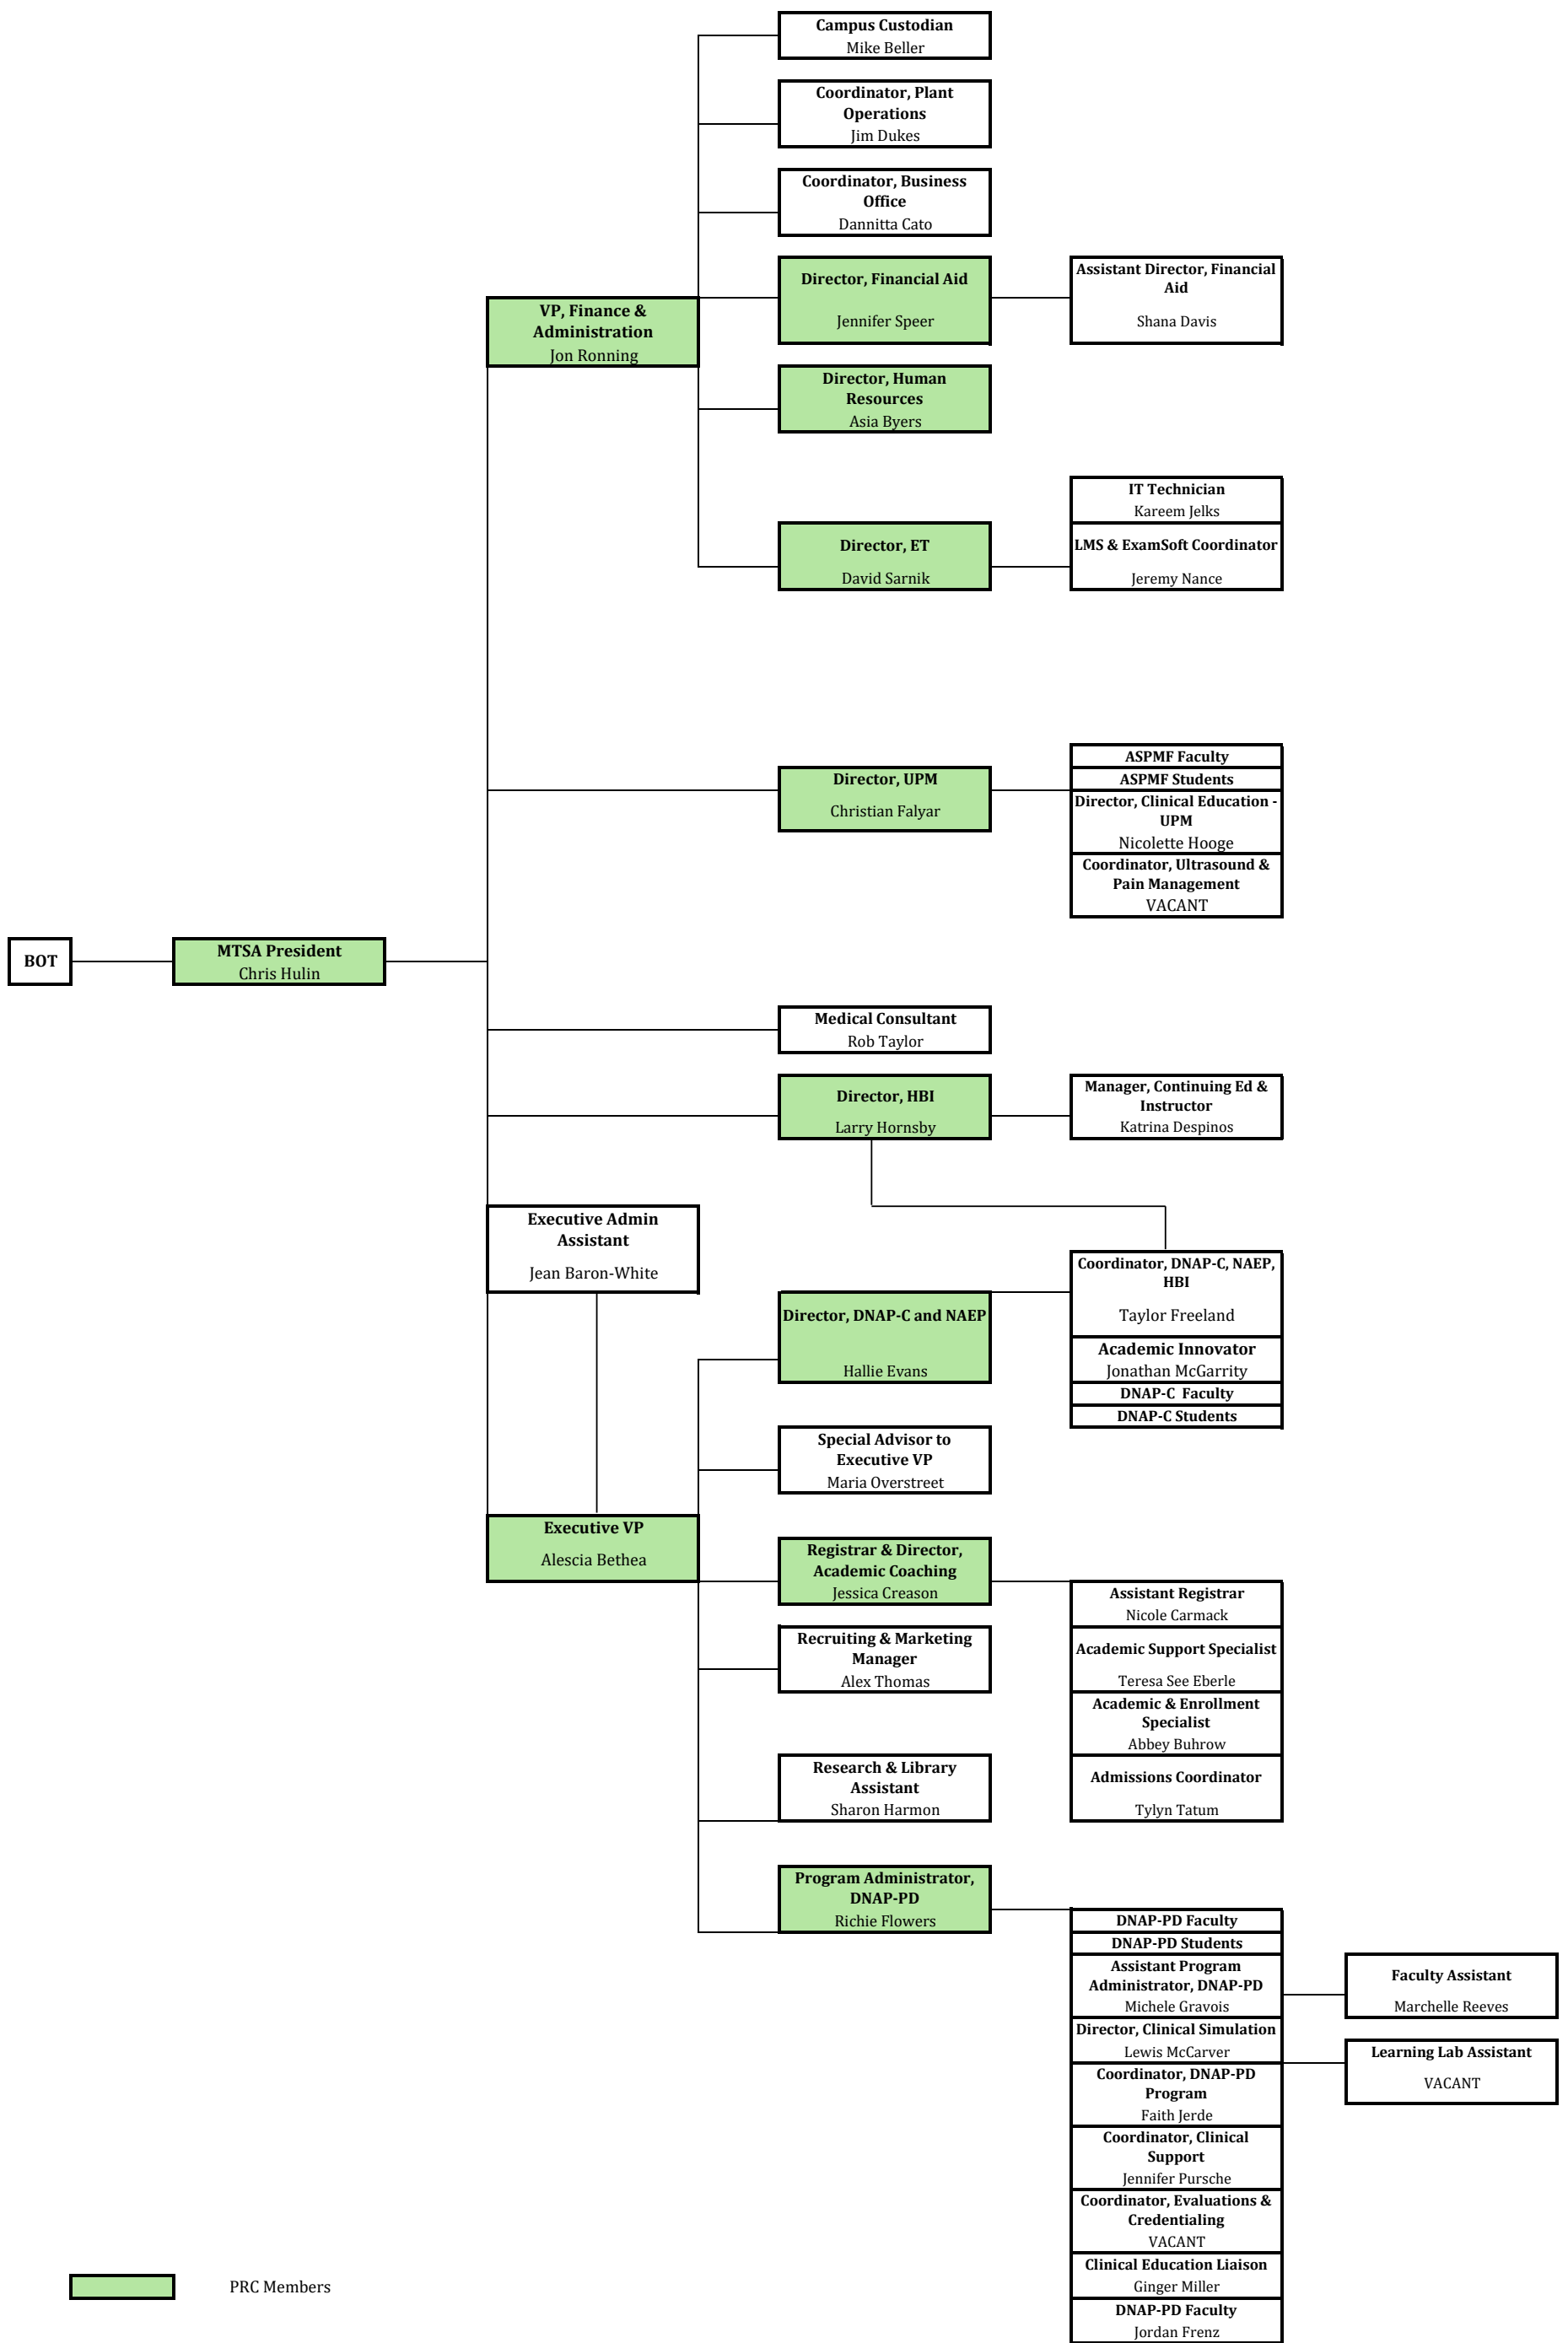 Campus Custodian
Mike Beller
Coordinator, Plant
Operations
Jim Dukes
Coordinator, Business
Office
Dannitta Cato
Director, Financial Aid
Jennifer Speer
Assistant Director, Financial
Aid
Shana Davis
VP, Finance &
Administration
Jon Ronning
Director, Human
Resources
Asia Byers
IT Technician
Kareem Jelks
Director, ET
David Sarnik
LMS & ExamSoft Coordinator
Jeremy Nance
Director, UPM
Christian Falyar
ASPMF Faculty
ASPMF Students
Director, Clinical Education -
UPM
Nicolette Hooge
Coordinator, Ultrasound &
Pain Management
VACANT
BOT
MTSA President
Chris Hulin
Medical Consultant
Rob Taylor
Director, HBI
Larry Hornsby
Manager, Continuing Ed &
Instructor
Katrina Despinos
Executive Admin
Assistant
Jean Baron-White
Director, DNAP-C and NAEP
Hallie Evans
Coordinator, DNAP-C, NAEP,
HBI
Taylor Freeland
Academic Innovator
Jonathan McGarrity
DNAP-C Faculty
DNAP-C Students
Special Advisor to
Executive VP
Maria Overstreet
Executive VP
Alescia Bethea
Registrar & Director,
Academic Coaching
Jessica Creason
Assistant Registrar
Nicole Carmack
Recruiting & Marketing
Manager
Alex Thomas
Academic Support Specialist
Teresa See Eberle
Academic & Enrollment
Specialist
Abbey Buhrow
Research & Library
Assistant
Sharon Harmon
Admissions Coordinator
Tylyn Tatum
Program Administrator,
DNAP-PD
Richie Flowers
DNAP-PD Faculty
DNAP-PD Students
Assistant Program
Administrator, DNAP-PD
Michele Gravois
Faculty Assistant
Marchelle Reeves
Director, Clinical Simulation
Lewis McCarver
Learning Lab Assistant
VACANT
Coordinator, DNAP-PD
Program
Faith Jerde
Coordinator, Clinical
Support
Jennifer Pursche
Coordinator, Evaluations &
Credentialing
VACANT
Clinical Education Liaison
Ginger Miller
DNAP-PD Faculty
Jordan Frenz
PRC Members